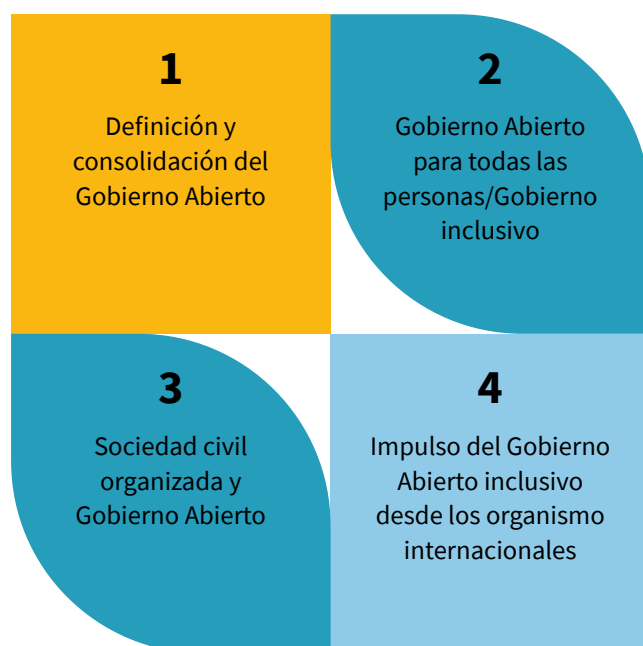 1
Definición y
consolidación del
Gobierno Abierto
2
Gobierno Abierto
para todas las
personas/Gobierno
inclusivo
3
Sociedad civil
organizada y
Gobierno Abierto
4
Impulso del Gobierno
Abierto inclusivo
desde los organismo
internacionales